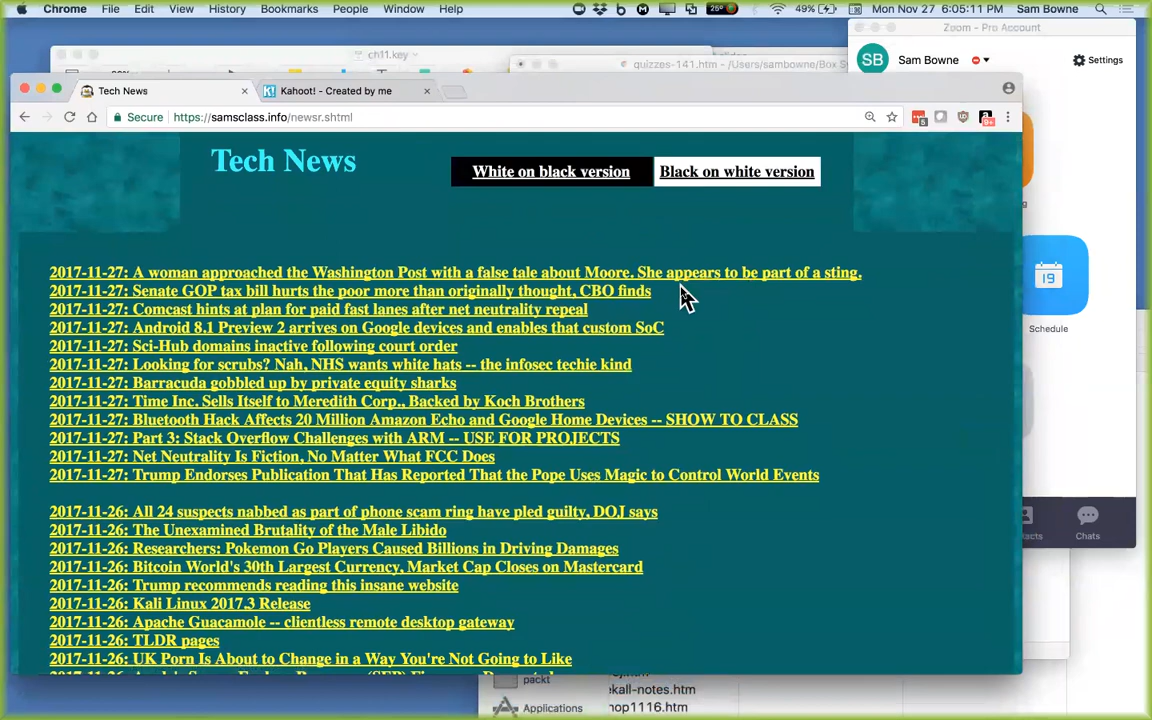 Chrome File Edit View History Bookmarks People Window Help 25° 49% Mon Nov 27 6:05:11 PM Sam Bowne
Zoom - Pro Account
ch11.key
quizzes-141.htm - /Users/sambowne/Box S
SB Sam Bowne Settings
Tech News
Kahoot! - Created by me
Secure https://samsclass.info/newsr.shtml
Tech News
White on black version
Black on white version
2017-11-27: A woman approached the Washington Post with a false tale about Moore. She appears to be part of a sting.
2017-11-27: Senate GOP tax bill hurts the poor more than originally thought, CBO finds
2017-11-27: Comcast hints at plan for paid fast lanes after net neutrality repeal
2017-11-27: Android 8.1 Preview 2 arrives on Google devices and enables that custom SoC
2017-11-27: Sci-Hub domains inactive following court order
2017-11-27: Looking for scrubs? Nah, NHS wants white hats -- the infosec techie kind
2017-11-27: Barracuda gobbled up by private equity sharks
2017-11-27: Time Inc. Sells Itself to Meredith Corp., Backed by Koch Brothers
2017-11-27: Bluetooth Hack Affects 20 Million Amazon Echo and Google Home Devices -- SHOW TO CLASS
2017-11-27: Part 3: Stack Overflow Challenges with ARM -- USE FOR PROJECTS
2017-11-27: Net Neutrality Is Fiction, No Matter What FCC Does
2017-11-27: Trump Endorses Publication That Has Reported That the Pope Uses Magic to Control World Events
2017-11-26: All 24 suspects nabbed as part of phone scam ring have pled guilty, DOJ says
2017-11-26: The Unexamined Brutality of the Male Libido
2017-11-26: Researchers: Pokemon Go Players Caused Billions in Driving Damages
2017-11-26: Bitcoin World's 30th Largest Currency, Market Cap Closes on Mastercard
2017-11-26: Trump recommends reading this insane website
2017-11-26: Kali Linux 2017.3 Release
2017-11-26: Apache Guacamole -- clientless remote desktop gateway
2017-11-26: TLDR pages
2017-11-26: UK Porn Is About to Change in a Way You're Not Going to Like
19
Schedule
Chats
packt
Applications
ekall-notes.htm
hop1116.htm